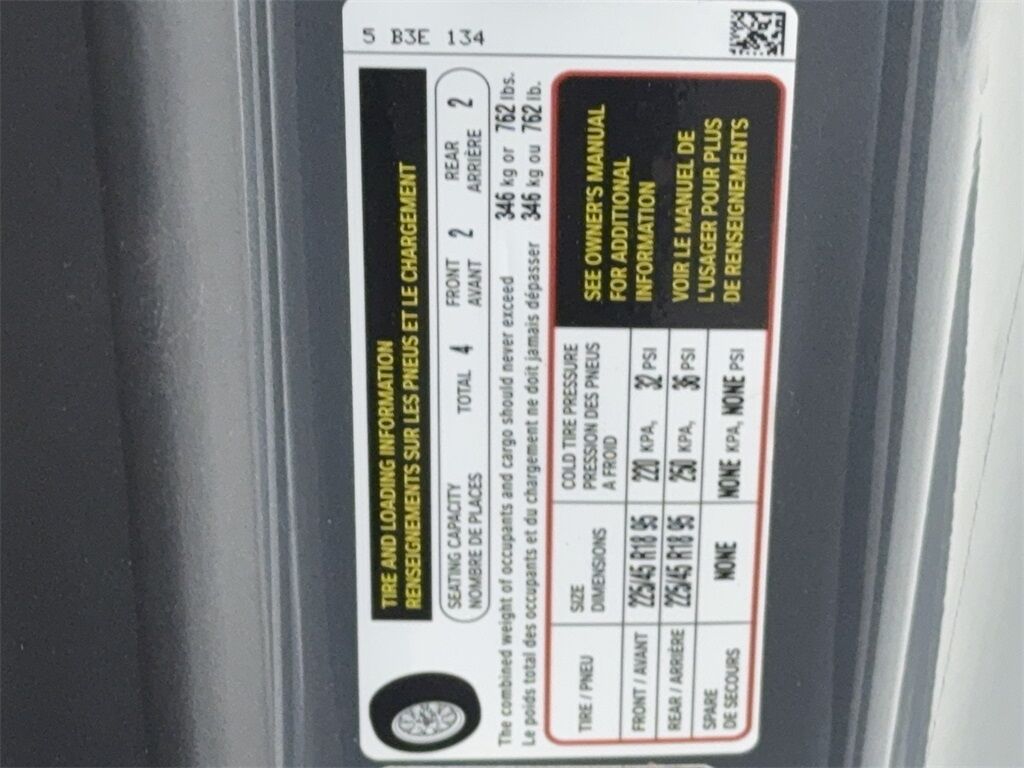 5 B3E 134
TIRE AND LOADING INFORMATION
RENSEIGNEMENTS SUR LES PNEUS ET LE CHARGEMENT
SEATING CAPACITY TOTAL 4 FRONT 2 REAR 2
NOMBRE DE PLACES AVANT ARRIÈRE
The combined weight of occupants and cargo should never exceed 346 kg or 762 lbs.
Le poids total des occupants et du chargement ne doit jamais dépasser 346 kg ou 762 lb.
TIRE / PNEU
SIZE
DIMENSIONS
COLD TIRE PRESSURE
PRESSION DES PNEUS
A FROID
FRONT / AVANT 225/45 R18 95 220 KPA, 32 PSI
REAR / ARRIÈRE 225/45 R18 95 250 KPA, 36 PSI
SPARE
DE SECOURS NONE NONE KPA, NONE PSI
SEE OWNER'S MANUAL
FOR ADDITIONAL
INFORMATION
VOIR LE MANUEL DE
L'USAGER POUR PLUS
DE RENSEIGNEMENTS